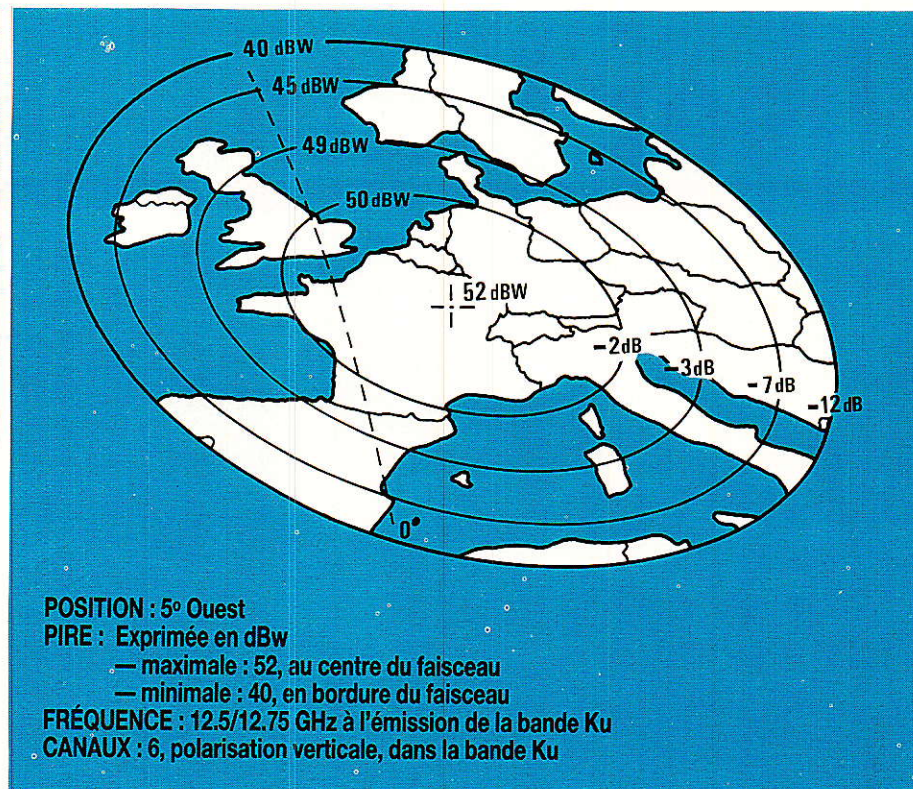 40 dBW
45 dBW
49 dBW
50 dBW
52 dBW
-2dB
-3dB
-7dB
-12dB
0°
POSITION : 5º Ouest
PIRE : Exprimée en dBw
— maximale : 52, au centre du faisceau
— minimale : 40, en bordure du faisceau
FRÉQUENCE : 12.5/12.75 GHz à l'émission de la bande Ku
CANAUX : 6, polarisation verticale, dans la bande Ku